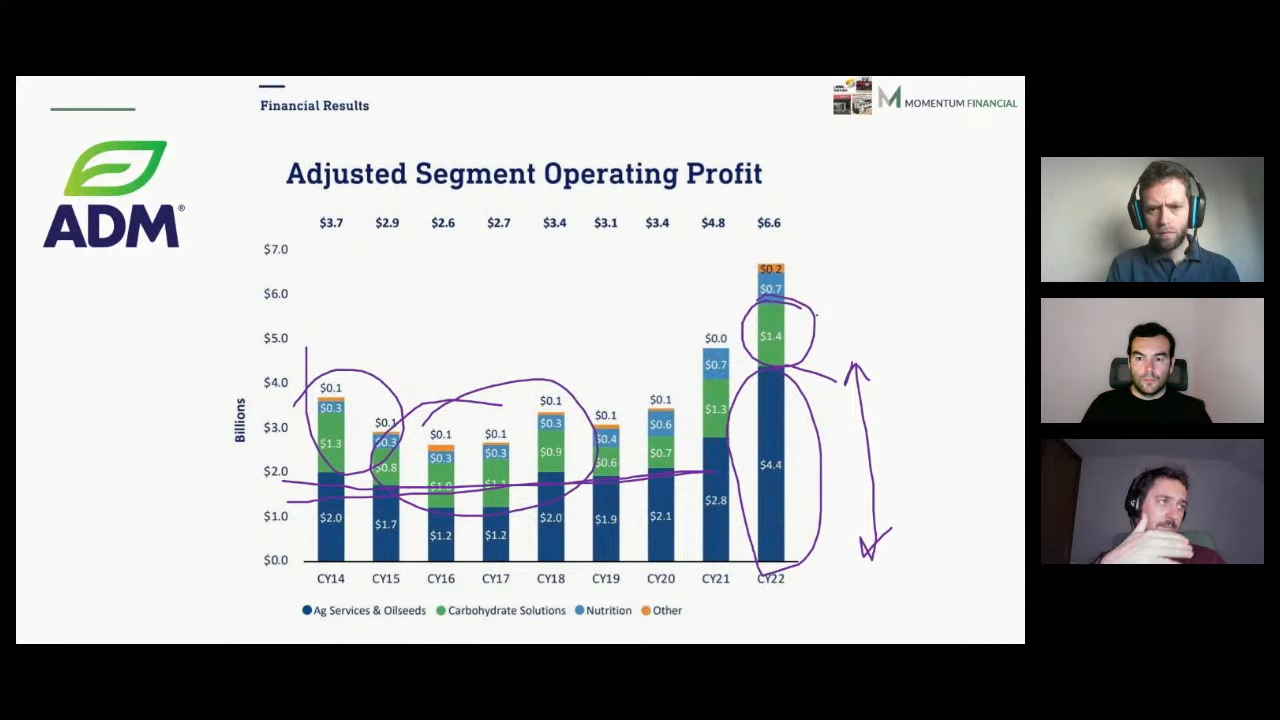 Financial Results
MOMENTUM FINANCIAL
ADM®
Adjusted Segment Operating Profit
$3.7 $2.9 $2.6 $2.7 $3.4 $3.1 $3.4 $4.8 $6.6
$7.0
$6.0
$5.0
$4.0
$3.0
$2.0
$1.0
$0.0
Billions
$0.1 $0.1 $0.1 $0.1 $0.1 $0.1 $0.1 $0.0 $0.2
$0.3 $0.3 $0.3 $0.3 $0.3 $0.4 $0.6 $0.7 $0.7
$1.3 $0.8 $1.0 $1.1 $0.9 $0.6 $0.7 $1.3 $1.4
$2.0 $1.7 $1.2 $1.2 $2.0 $1.9 $2.1 $2.8 $4.4
CY14 CY15 CY16 CY17 CY18 CY19 CY20 CY21 CY22
Ag Services & Oilseeds Carbohydrate Solutions Nutrition Other